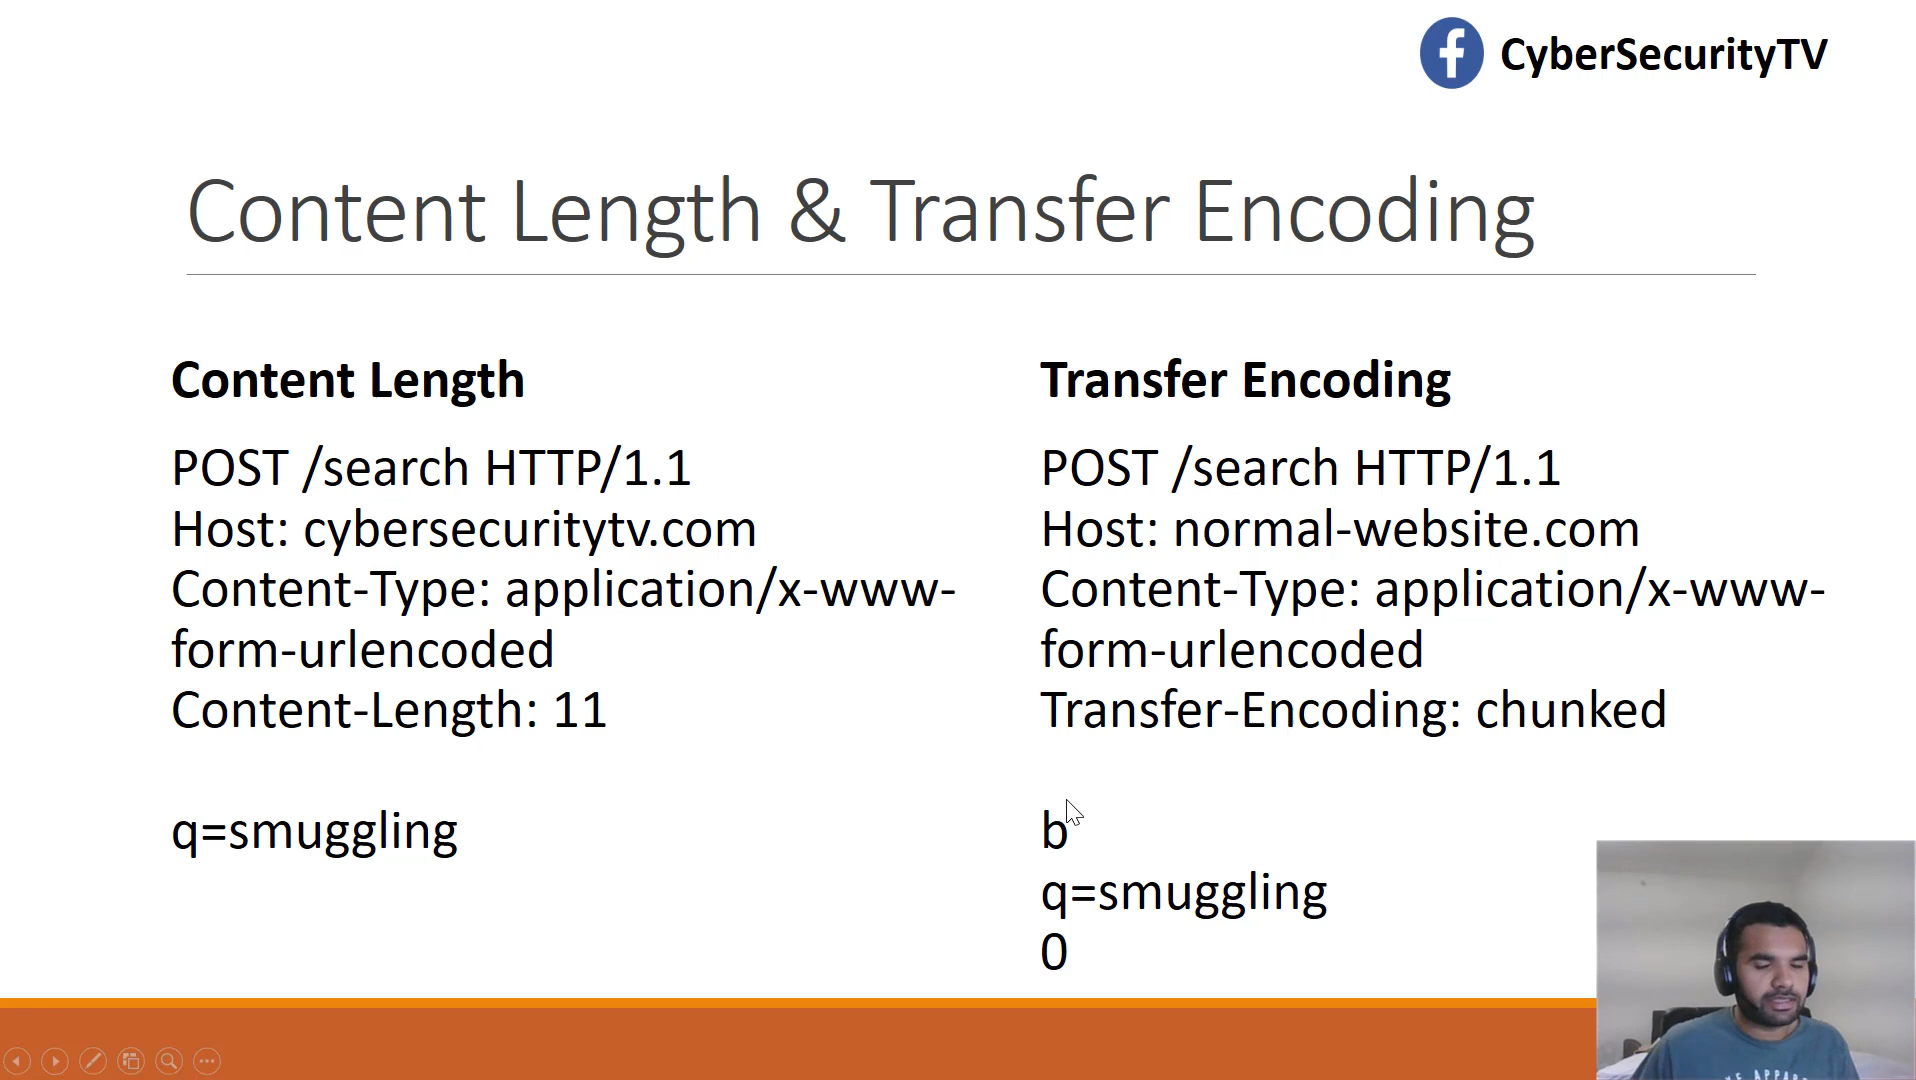 CyberSecurityTV
Content Length & Transfer Encoding
Content Length
POST /search HTTP/1.1
Host: cybersecuritytv.com
Content-Type: application/x-www-
form-urlencoded
Content-Length: 11
q=smuggling
Transfer Encoding
POST /search HTTP/1.1
Host: normal-website.com
Content-Type: application/x-www-
form-urlencoded
Transfer-Encoding: chunked
b
q=smuggling
0